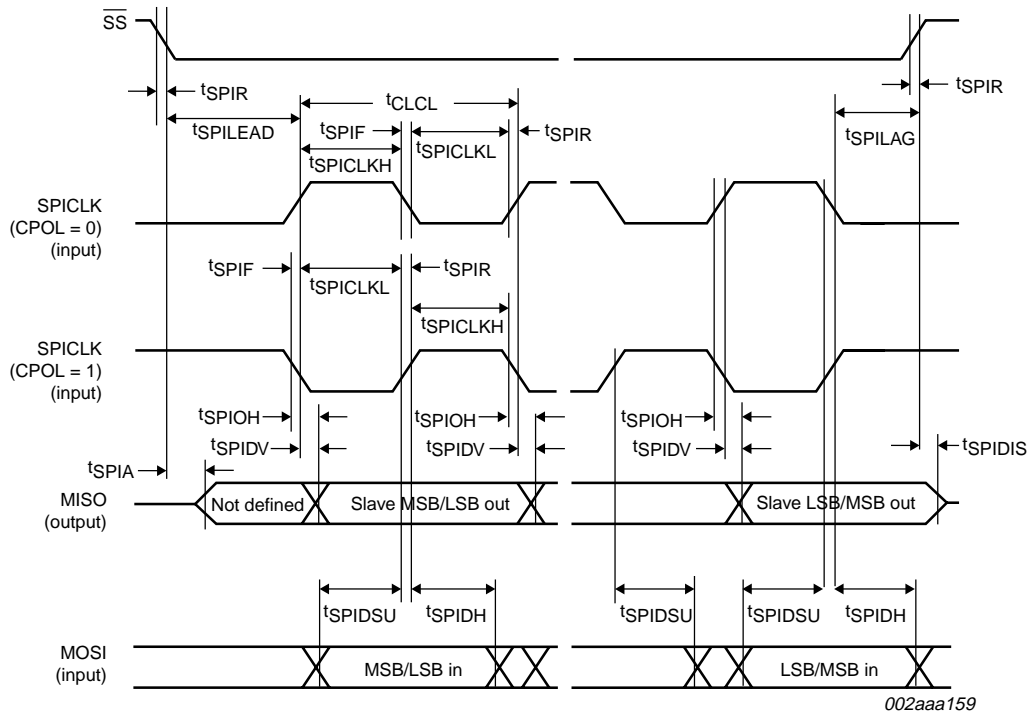 SS
tSPIR
tSPIR
tCLCL
tSPILEAD
tSPIF
tSPICLKL
tSPIR
tSPILAG
tSPICLKH
SPICLK
(CPOL = 0)
(input)
tSPIF
tSPICLKL
tSPIR
tSPICLKH
SPICLK
(CPOL = 1)
(input)
tSPIOH
tSPIOH
tSPIOH
tSPIDV
tSPIDV
tSPIDV
tSPIDIS
tSPIA
MISO
(output)
Not defined
Slave MSB/LSB out
Slave LSB/MSB out
tSPIDSU
tSPIDH
tSPIDSU
tSPIDSU
tSPIDH
MOSI
(input)
MSB/LSB in
LSB/MSB in
002aaa159